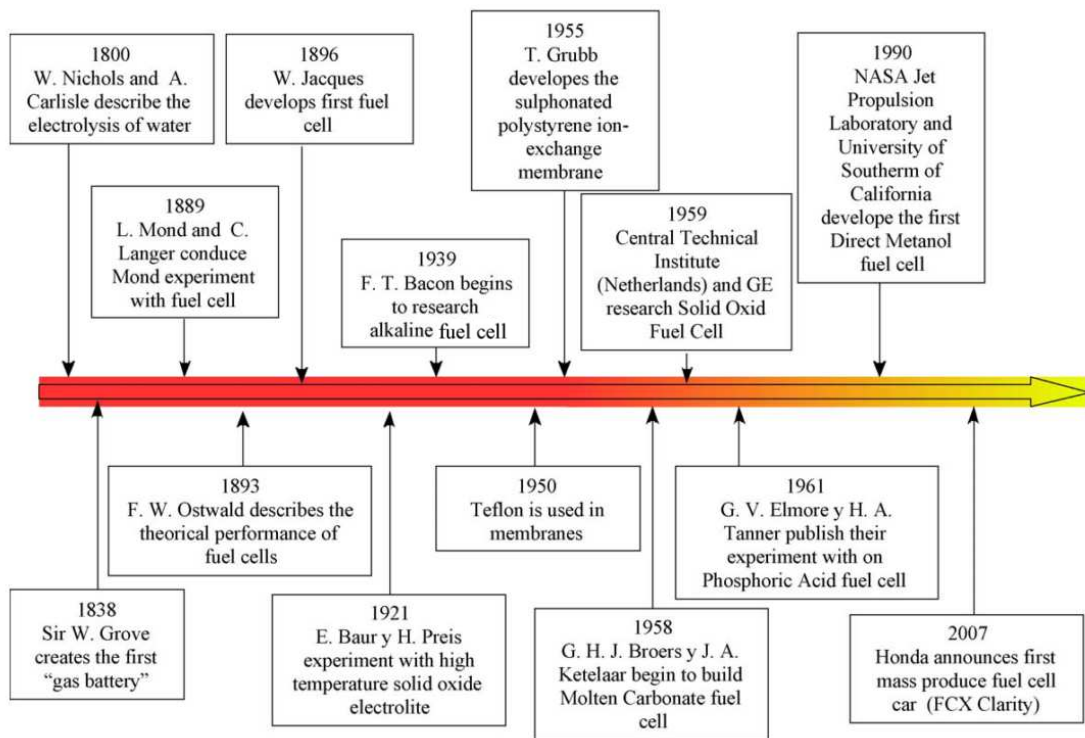 1800
W. Nichols and A.
Carlisle describe the
electrolysis of water
1896
W. Jacques
develops first fuel
cell
1955
T. Grubb
developes the
sulphonated
polystyrene ion-
exchange
membrane
1990
NASA Jet
Propulsion
Laboratory and
University of
Southerm of
California
develope the first
Direct Metanol
fuel cell
1889
L. Mond and C.
Langer conduce
Mond experiment
with fuel cell
1939
F. T. Bacon begins
to research
alkaline fuel cell
1959
Central Technical
Institute
(Netherlands) and GE
research Solid Oxid
Fuel Cell
1893
F. W. Ostwald describes the
theorical performance of
fuel cells
1950
Teflon is used in
membranes
1961
G. V. Elmore y H. A.
Tanner publish their
experiment with on
Phosphoric Acid fuel cell
1838
Sir W. Grove
creates the first
“gas battery”
1921
E. Baur y H. Preis
experiment with high
temperature solid oxide
electrolite
1958
G. H. J. Broers y J. A.
Ketelaar begin to build
Molten Carbonate fuel
cell
2007
Honda announces first
mass produce fuel cell
car (FCX Clarity)